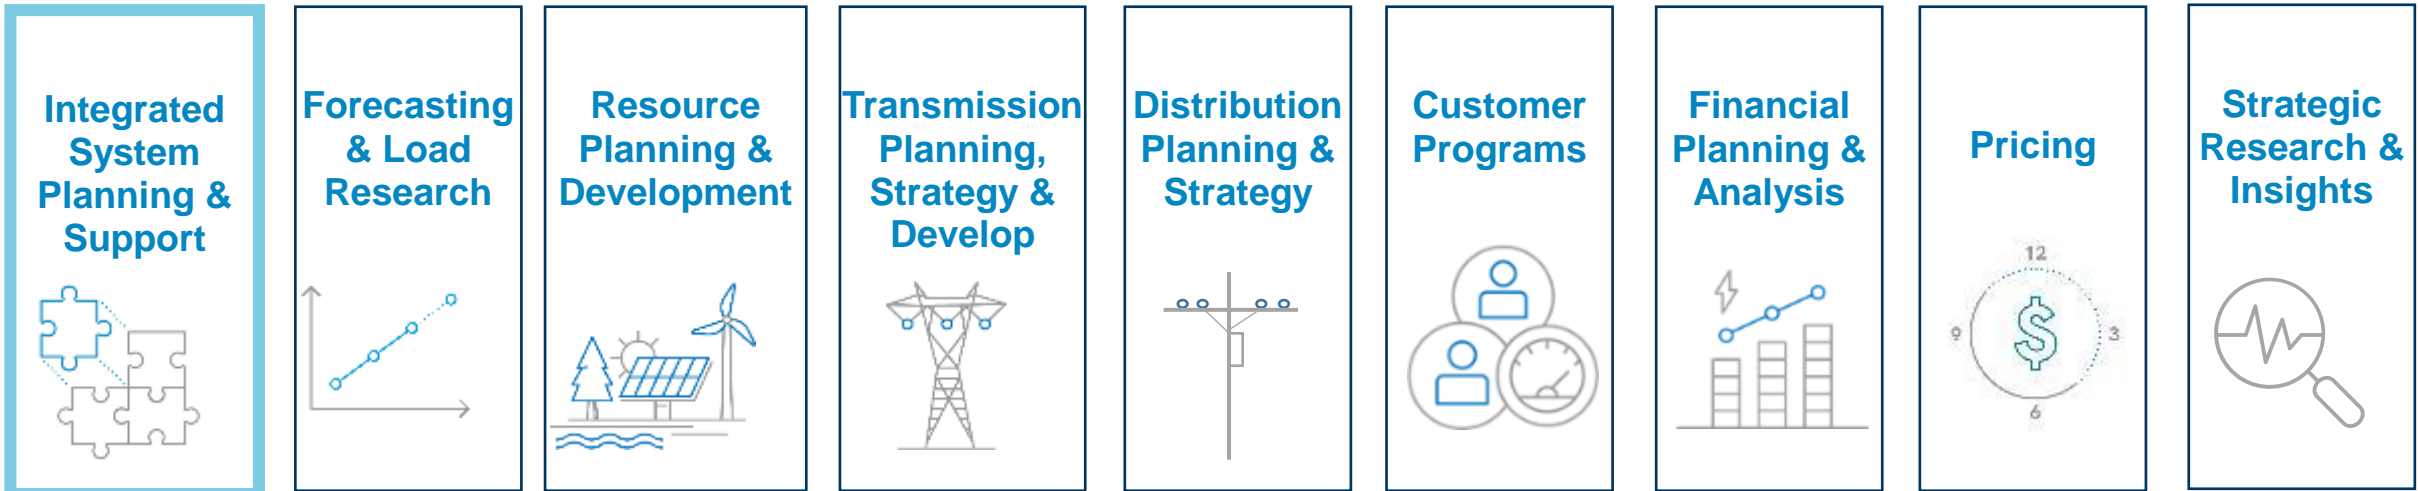 Integrated
System
Planning &
Support
Forecasting
& Load
Research
Resource
Planning &
Development
Transmission
Planning,
Strategy &
Develop
Distribution
Planning &
Strategy
Customer
Programs
Financial
Planning &
Analysis
Pricing
12
9
$
3
6
Strategic
Research &
Insights